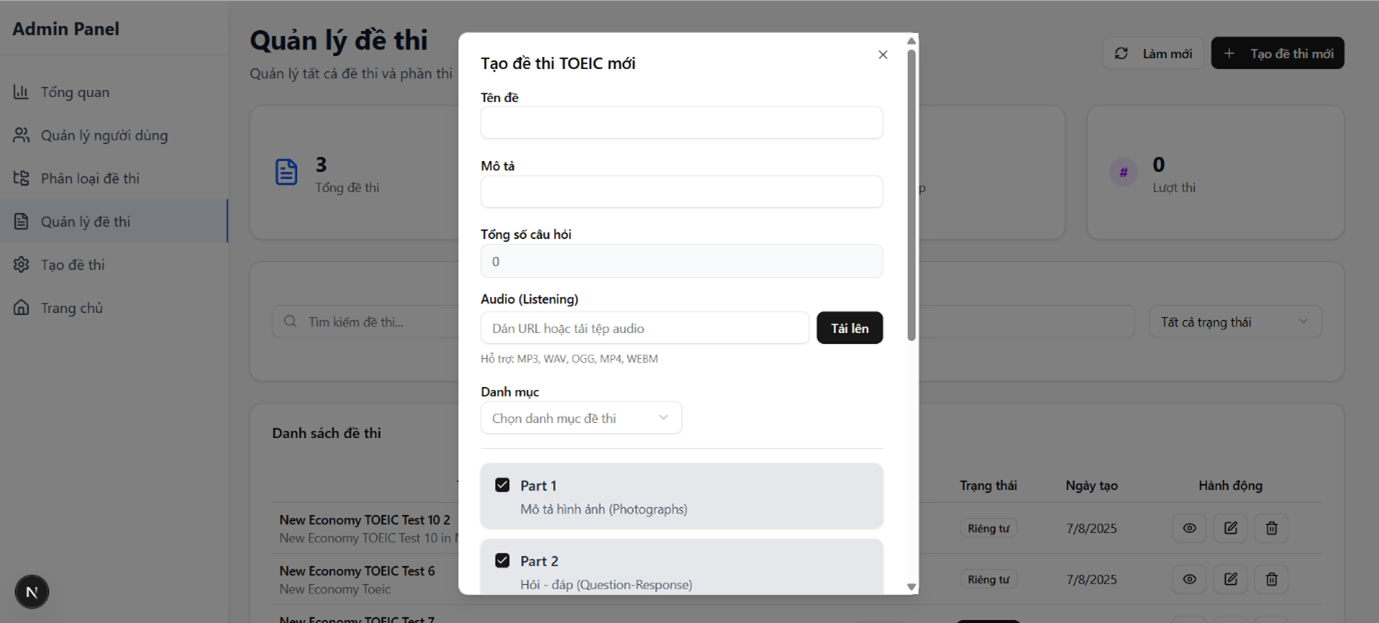 Admin Panel
Tổng quan
Quản lý người dùng
Phân loại đề thi
Quản lý đề thi
Tạo đề thi
Trang chủ
N
Quản lý đề thi
Quản lý tất cả đề thi và phần thi
Làm mới
+ Tạo đề thi mới
3
Tổng đề thi
#
0
Lượt thi
Tìm kiếm đề thi...
Tất cả trạng thái
Danh sách đề thi
Trạng thái Ngày tạo Hành động
New Economy TOEIC Test 10 2
New Economy TOEIC Test 10 in
Riêng tư 7/8/2025
New Economy TOEIC Test 6
New Economy Toeic
Riêng tư 7/8/2025
New Economy TOEIC Test 7
Tạo đề thi TOEIC mới
Tên đề
Mô tả
Tổng số câu hỏi
0
Audio (Listening)
Dán URL hoặc tải tệp audio
Tải lên
Hỗ trợ: MP3, WAV, OGG, MP4, WEBM
Danh mục
Chọn danh mục đề thi
Part 1
Mô tả hình ảnh (Photographs)
Part 2
Hỏi - đáp (Question-Response)